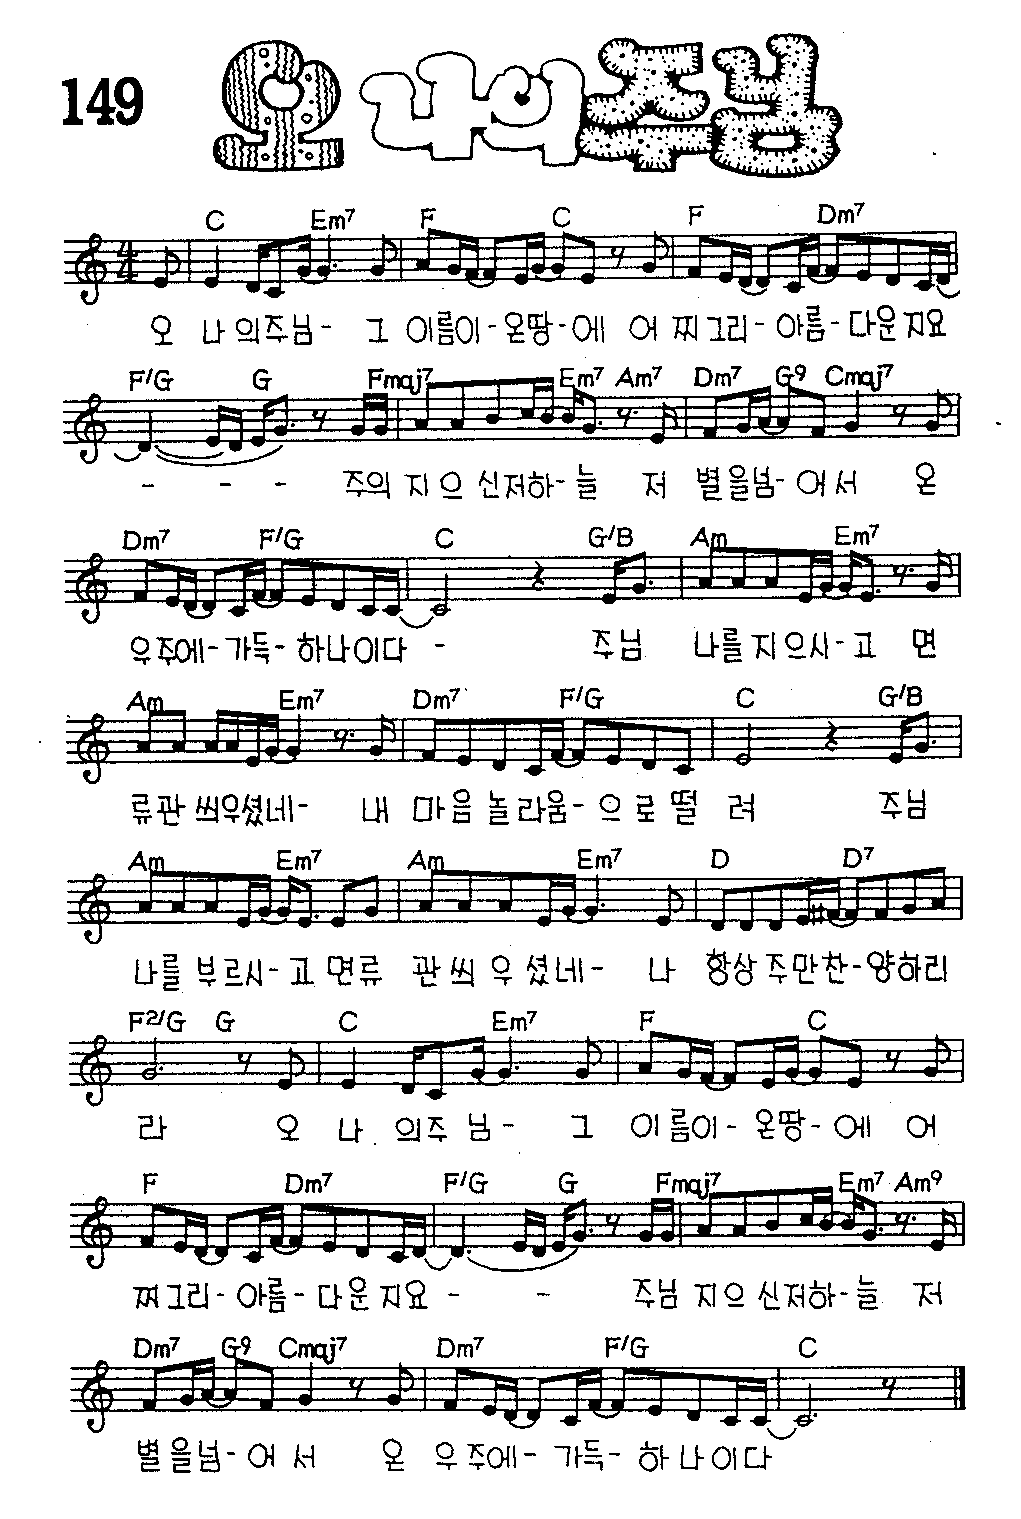 149 오 나의 주님
C Em7 F C F Dm7
오 나 의주님- 그 이름이-온땅-에 어 찌그리-아름-다운지요
F/G G Fmaj7 Em7 Am7 Dm7 G9 Cmaj7
- - - 주의 지으신저하-늘 저 별을넘-어서 온
Dm7 F/G C G/B Am Em7
우주에-가득-하나이다 - 주님 나를지으시-고 면
Am Em7 Dm7 F/G C G/B
류관 씌우셨네- 내 마음 놀라움-으로떨 려 주님
Am Em7 Am Em7 D D7
나를 부르시-고 면류 관씌 우 셨네- 나 항상주만찬-양하리
F2/G G C Em7 F C
라 오 나 의주 님- 그 이름이-온땅-에 어
F Dm7 F/G G Fmaj7 Em7 Am9
찌그리-아름-다운지요 - - 주님 지으신저하-늘 저
Dm7 G9 Cmaj7 Dm7 F/G C
별을넘-어 서 온 우주에-가득-하나이다